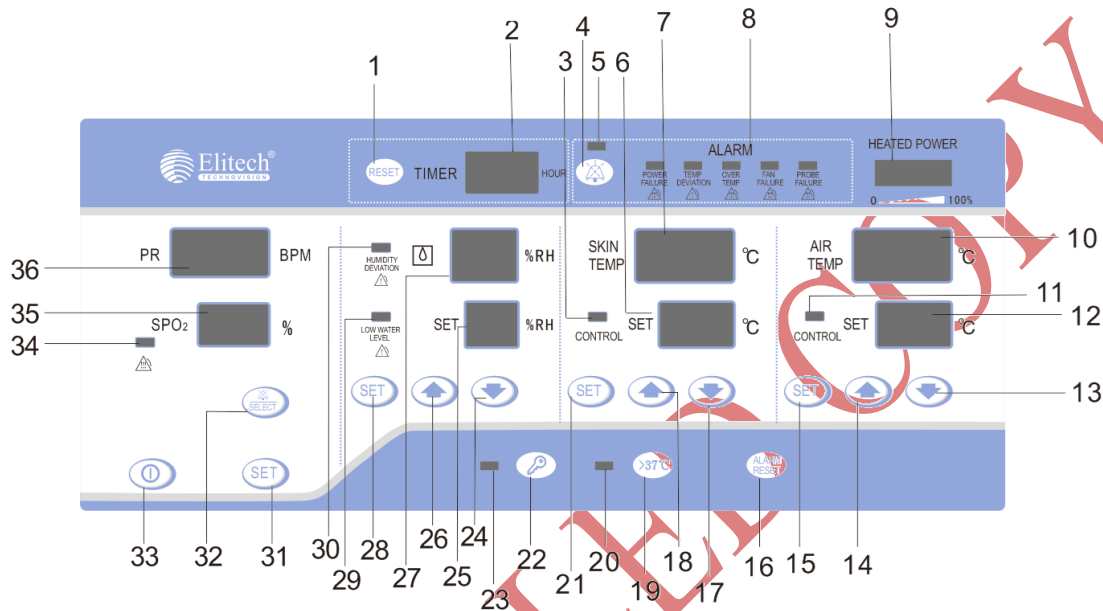 1
2
3
4
5
6
7
8
9
Elitech®
TECHNOVISION
RESET
TIMER
HOUR
ALARM
POWER
FAILURE
TEMP
DEVIATION
OVER
TEMP
FAN
FAILURE
PROBE
FAILURE
HEATED POWER
0
100%
36
PR
BPM
HUMIDITY
DEVIATION
%RH
SKIN
TEMP
°C
AIR
TEMP
°C
10
35
SPO2
%
34
LOW WATER
LEVEL
SET
%RH
CONTROL
SET
°C
CONTROL
SET
°C
11
12
SELECT
SET
SET
SET
13
SET
>37℃
ALARM
RESET
33
32
31
30
29
28
27
26
25
24
23
22
21
20
19
18
17
16
15
14
COPY